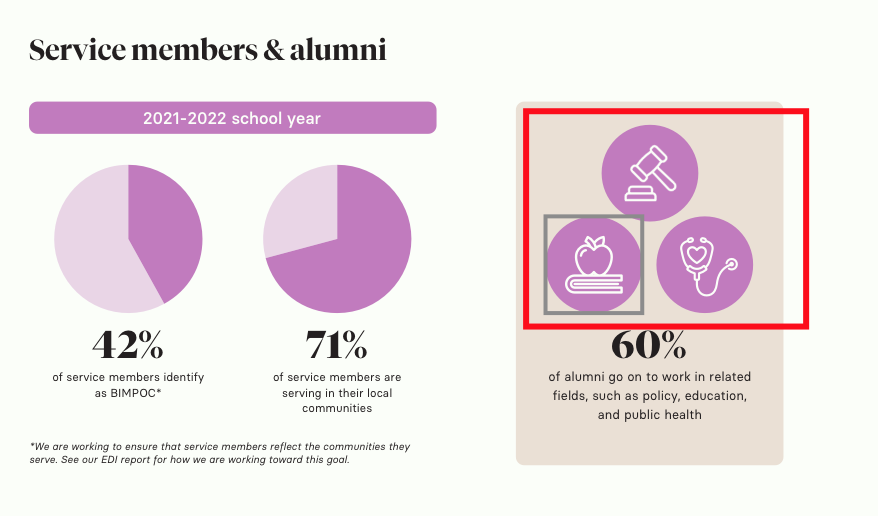 Service members & alumni
2021-2022 school year
42%
of service members identify
as BIMPOC*
71%
of service members are
serving in their local
communities
*We are working to ensure that service members reflect the communities they
serve. See our EDI report for how we are working toward this goal.
60%
of alumni go on to work in related
fields, such as policy, education,
and public health